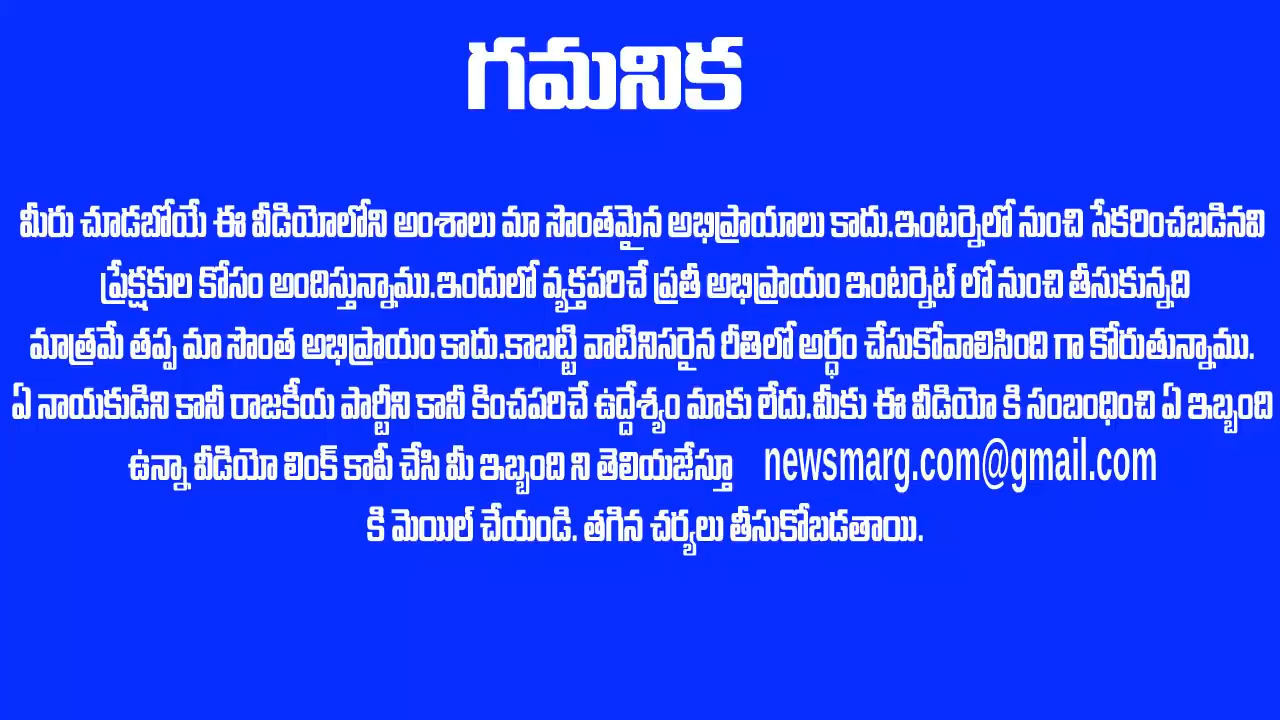 గమనిక
మీరు చూడబోయే ఈ వీడియోలోని అంశాలు మా సొంతమైన అభిప్రాయాలు కాదు.ఇంటర్నెలో నుంచి సేకరించబడినవి
ప్రేక్షకుల కోసం అందిస్తున్నాము.ఇందులో వ్యక్తపరిచే ప్రతీ అభిప్రాయం ఇంటర్నెట్ లో నుంచి తీసుకున్నది
మాత్రమే తప్ప మా సొంత అభిప్రాయం కాదు.కాబట్టి వాటినిసరైన రీతిలో అర్ధం చేసుకోవాలిసింది గా కోరుతున్నాము.
ఏ నాయకుడిని కానీ రాజకీయ పార్టీని కానీ కించపరిచే ఉద్దేశ్యం మాకు లేదు.మీకు ఈ వీడియో కి సంబంధించి ఏ ఇబ్బంది
ఉన్నా వీడియో లింక్ కాపీ చేసి మీ ఇబ్బంది ని తెలియజేస్తూ newsmarg.com@gmail.com
కి మెయిల్ చేయండి. తగిన చర్యలు తీసుకోబడతాయి.